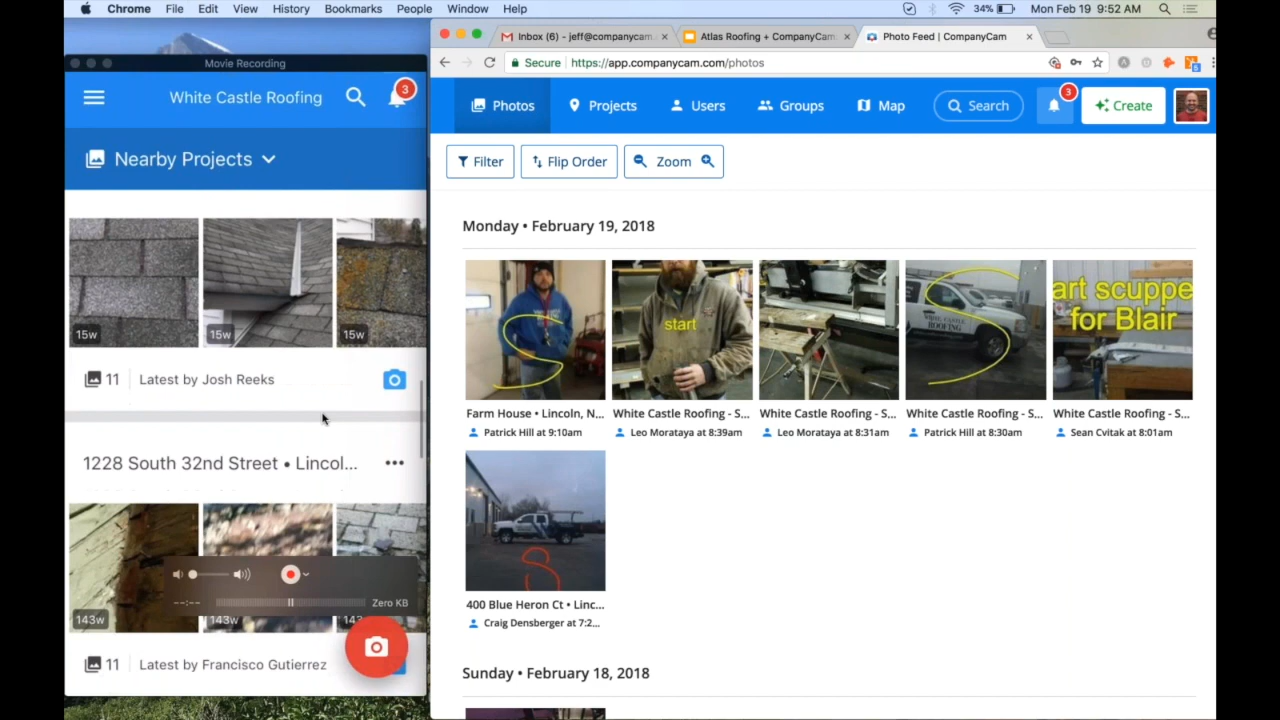 Chrome File Edit View History Bookmarks People Window Help
34% Mon Feb 19 9:52 AM
Movie Recording
White Castle Roofing
3
Nearby Projects
15w
15w
15w
11 Latest by Josh Reeks
1228 South 32nd Street • Lincol...
--:-- Zero KB
143w
143w
143
11 Latest by Francisco Gutierrez
Inbox (6) - jeff@companycam.
Atlas Roofing + CompanyCam
Photo Feed | CompanyCam
Secure https://app.companycam.com/photos
Photos Projects Users Groups Map Search 3 Create
Filter Flip Order Zoom
Monday • February 19, 2018
start
WHITE CASTLE
ROOFING
art scuppe
for Blair
Farm House • Lincoln, N...
Patrick Hill at 9:10am
White Castle Roofing - S...
Leo Morataya at 8:39am
White Castle Roofing - S...
Leo Morataya at 8:31am
White Castle Roofing - S...
Patrick Hill at 8:30am
White Castle Roofing - S...
Sean Cvitak at 8:01am
S
400 Blue Heron Ct • Linc...
Craig Densberger at 7:2...
Sunday • February 18, 2018